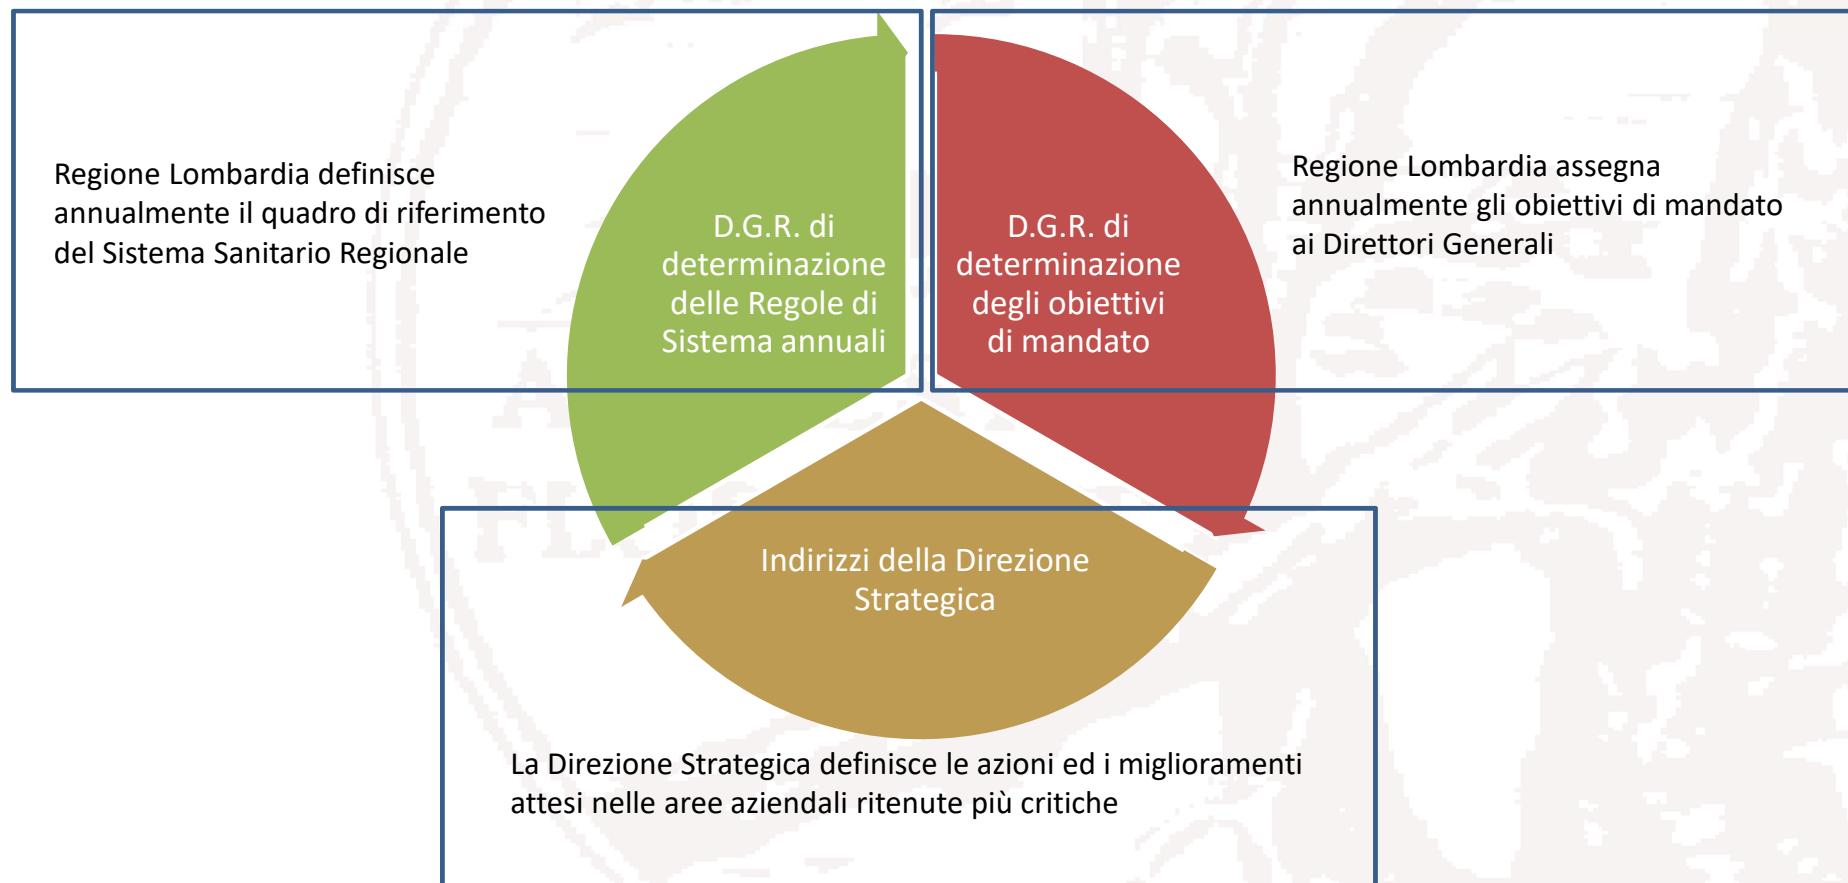 Regione Lombardia definisce
annualmente il quadro di riferimento
del Sistema Sanitario Regionale
D.G.R. di
determinazione
delle Regole di
Sistema annuali
D.G.R. di
determinazione
degli obiettivi
di mandato
Regione Lombardia assegna
annualmente gli obiettivi di mandato
ai Direttori Generali
Indirizzi della Direzione
Strategica
La Direzione Strategica definisce le azioni ed i miglioramenti
attesi nelle aree aziendali ritenute più critiche